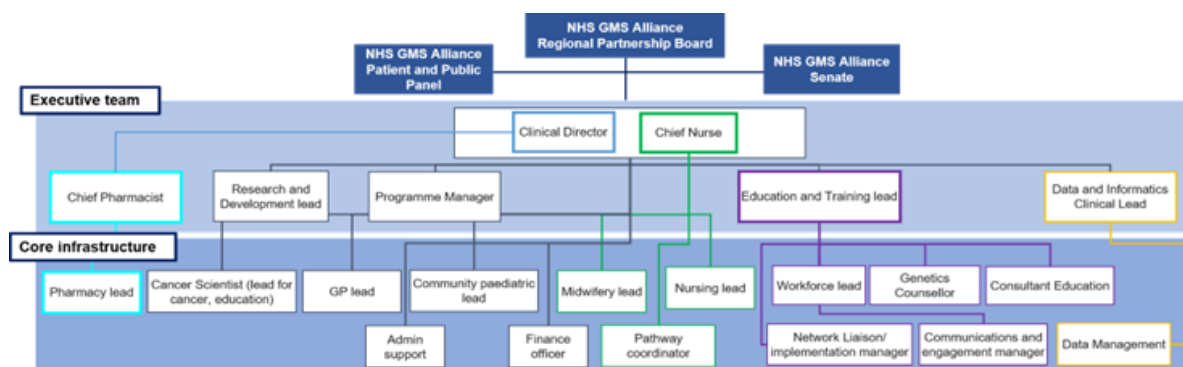 NHS GMS Alliance
Regional Partnership Board
NHS GMS Alliance
Patient and Public
Panel
NHS GMS Alliance
Senate
Executive team
Clinical Director
Chief Nurse
Chief Pharmacist
Research and
Development lead
Programme Manager
Education and Training lead
Data and Informatics
Clinical Lead
Core infrastructure
Pharmacy lead
Cancer Scientist (lead for
cancer, education)
GP lead
Community paediatric
lead
Midwifery lead
Nursing lead
Workforce lead
Genetics
Counsellor
Consultant Education
Admin
support
Finance
officer
Pathway
coordinator
Network Liaison/
implementation manager
Communications and
engagement manager
Data Management